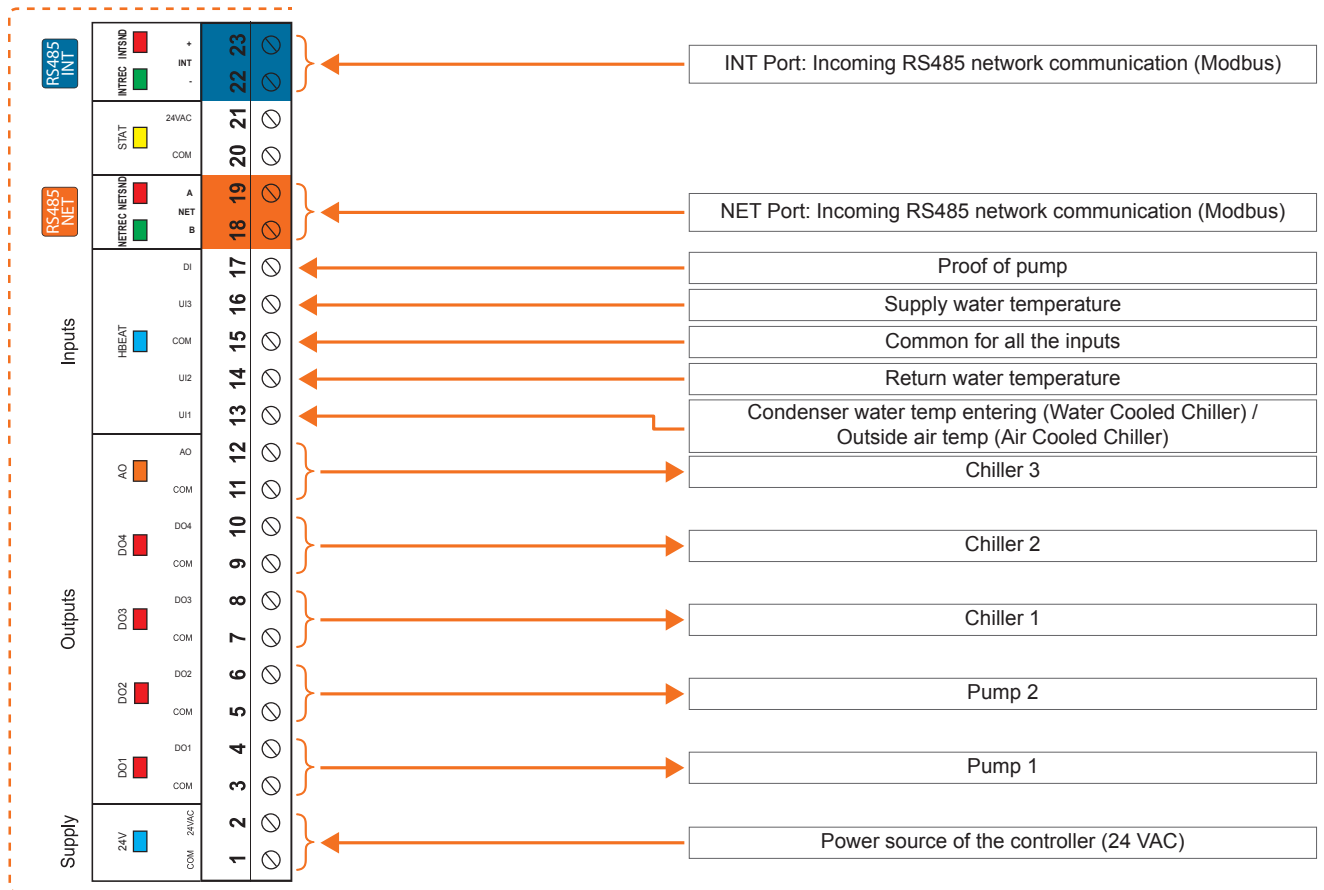 RS485
INT
INTREC INTSND
+
INT
-
23
22
INT Port: Incoming RS485 network communication (Modbus)
STAT
24VAC
COM
21
20
RS485
NET
NETREC NETSND
A
NET
B
19
18
NET Port: Incoming RS485 network communication (Modbus)
Inputs
HBEAT
DI
17
Proof of pump
UI3
16
Supply water temperature
COM
15
Common for all the inputs
UI2
14
Return water temperature
UI1
13
Condenser water temp entering (Water Cooled Chiller) /
Outside air temp (Air Cooled Chiller)
Outputs
AO
AO
COM
12
11
Chiller 3
DO4
DO4
COM
10
9
Chiller 2
DO3
DO3
COM
8
7
Chiller 1
DO2
DO2
COM
6
5
Pump 2
DO1
DO1
COM
4
3
Pump 1
Supply
24V
COM 24VAC
2
1
Power source of the controller (24 VAC)